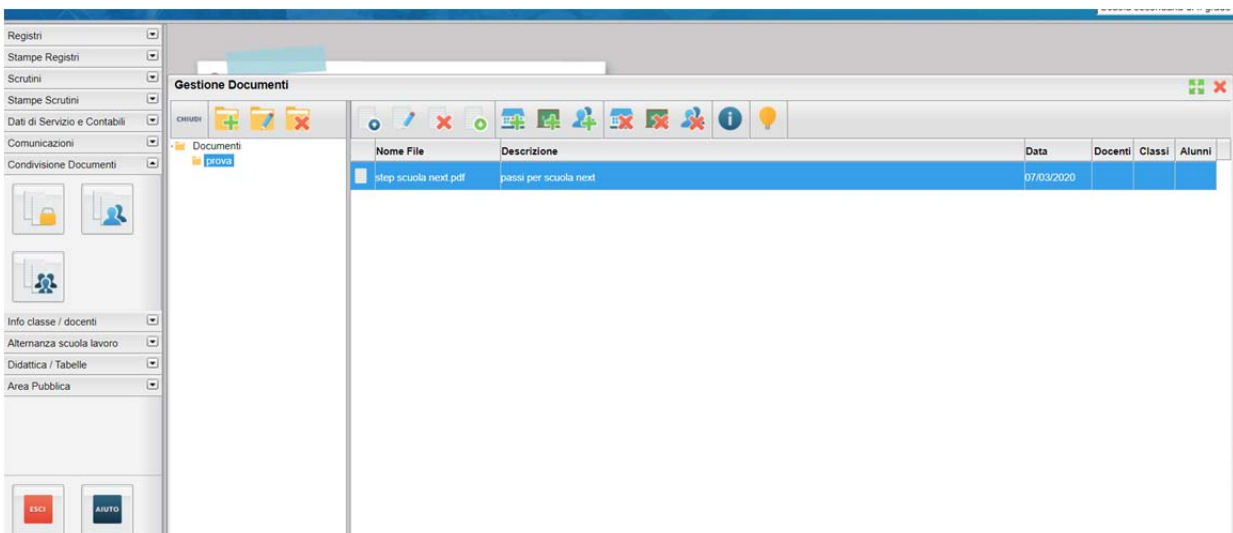 Registri
Stampe Registri
Scrutini
Stampe Scrutini
Dati di Servizio e Contabili
Comunicazioni
Condivisione Documenti
Info classe / docenti
Alternanza scuola lavoro
Didattica / Tabelle
Area Pubblica
ESCI AIUTO
Gestione Documenti
CHIUDI
Documenti
prova
Nome File Descrizione Data Docenti Classi Alunni
step scuola next.pdf passi per scuola next 07/03/2020